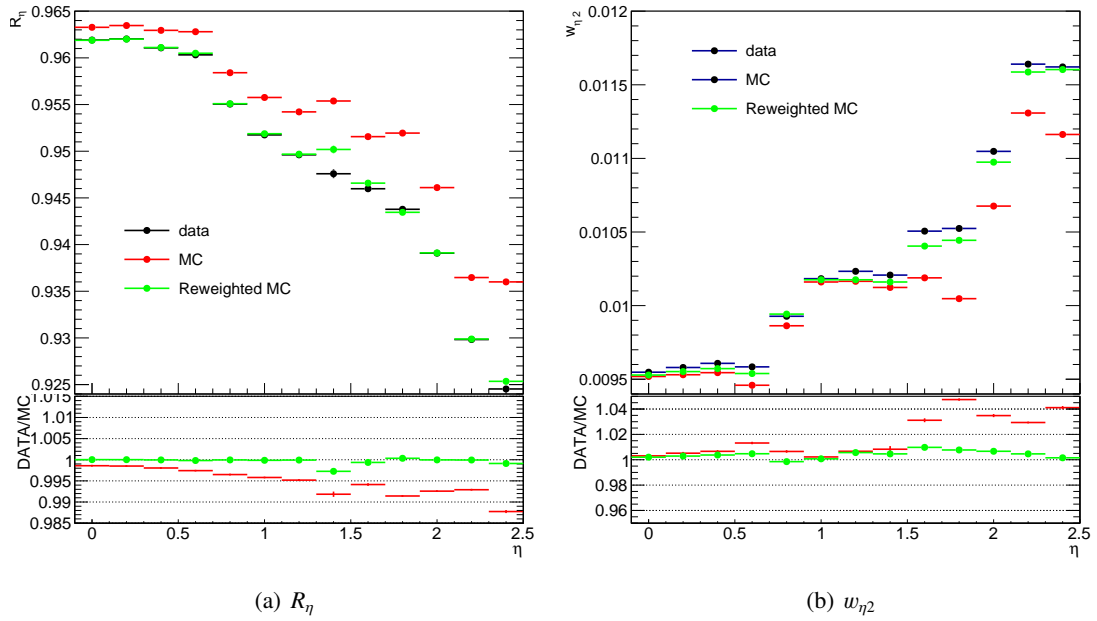 R_η
0.965
0.96
0.955
0.95
0.945
0.94
0.935
0.93
0.925
data
MC
Reweighted MC
DATA/MC
1.015
1.01
1.005
1
0.995
0.99
0.985
0 0.5 1 1.5 2 2.5
η
(a) R_η
w_η 2
0.012
0.0115
0.011
0.0105
0.01
0.0095
data
MC
Reweighted MC
DATA/MC
1.04
1.02
1
0.98
0.96
0 0.5 1 1.5 2 2.5
η
(b) w_η2